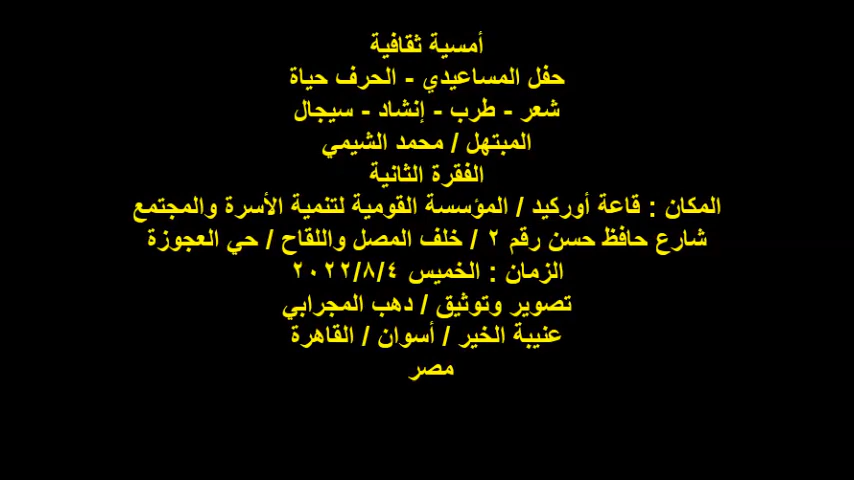 أمسية ثقافية
حفل المساعيدي - الحرف حياة
شعر - طرب - إنشاد - سيجال
المبتهل / محمد الشيمي
الفقرة الثانية
المكان : قاعة أوركيد / المؤسسة القومية لتنمية الأسرة والمجتمع
شارع حافظ حسن رقم ٢ / خلف المصل واللقاح / حي العجوزة
الزمان : الخميس ٢٠٢٢/٨/٤
تصوير وتوثيق / دهب المجرابي
عنيبة الخير / أسوان / القاهرة
مصر